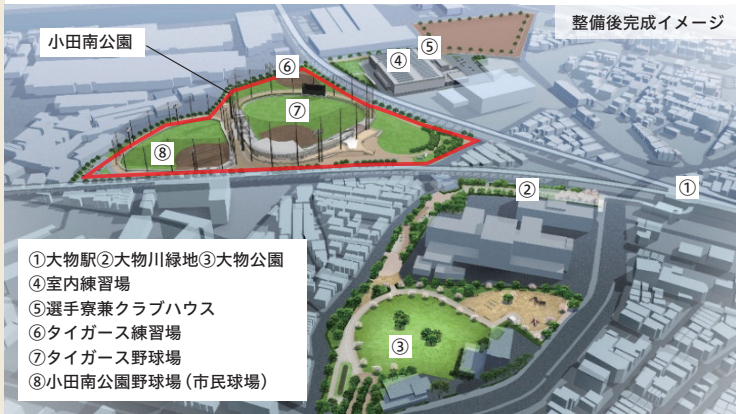 整備後完成イメージ
小田南公園
⑤
④
⑥
⑦
⑧
②
①
③
①大物駅②大物川緑地③大物公園
④室内練習場
⑤選手寮兼クラブハウス
⑥タイガース練習場
⑦タイガース野球場
⑧小田南公園野球場(市民球場)